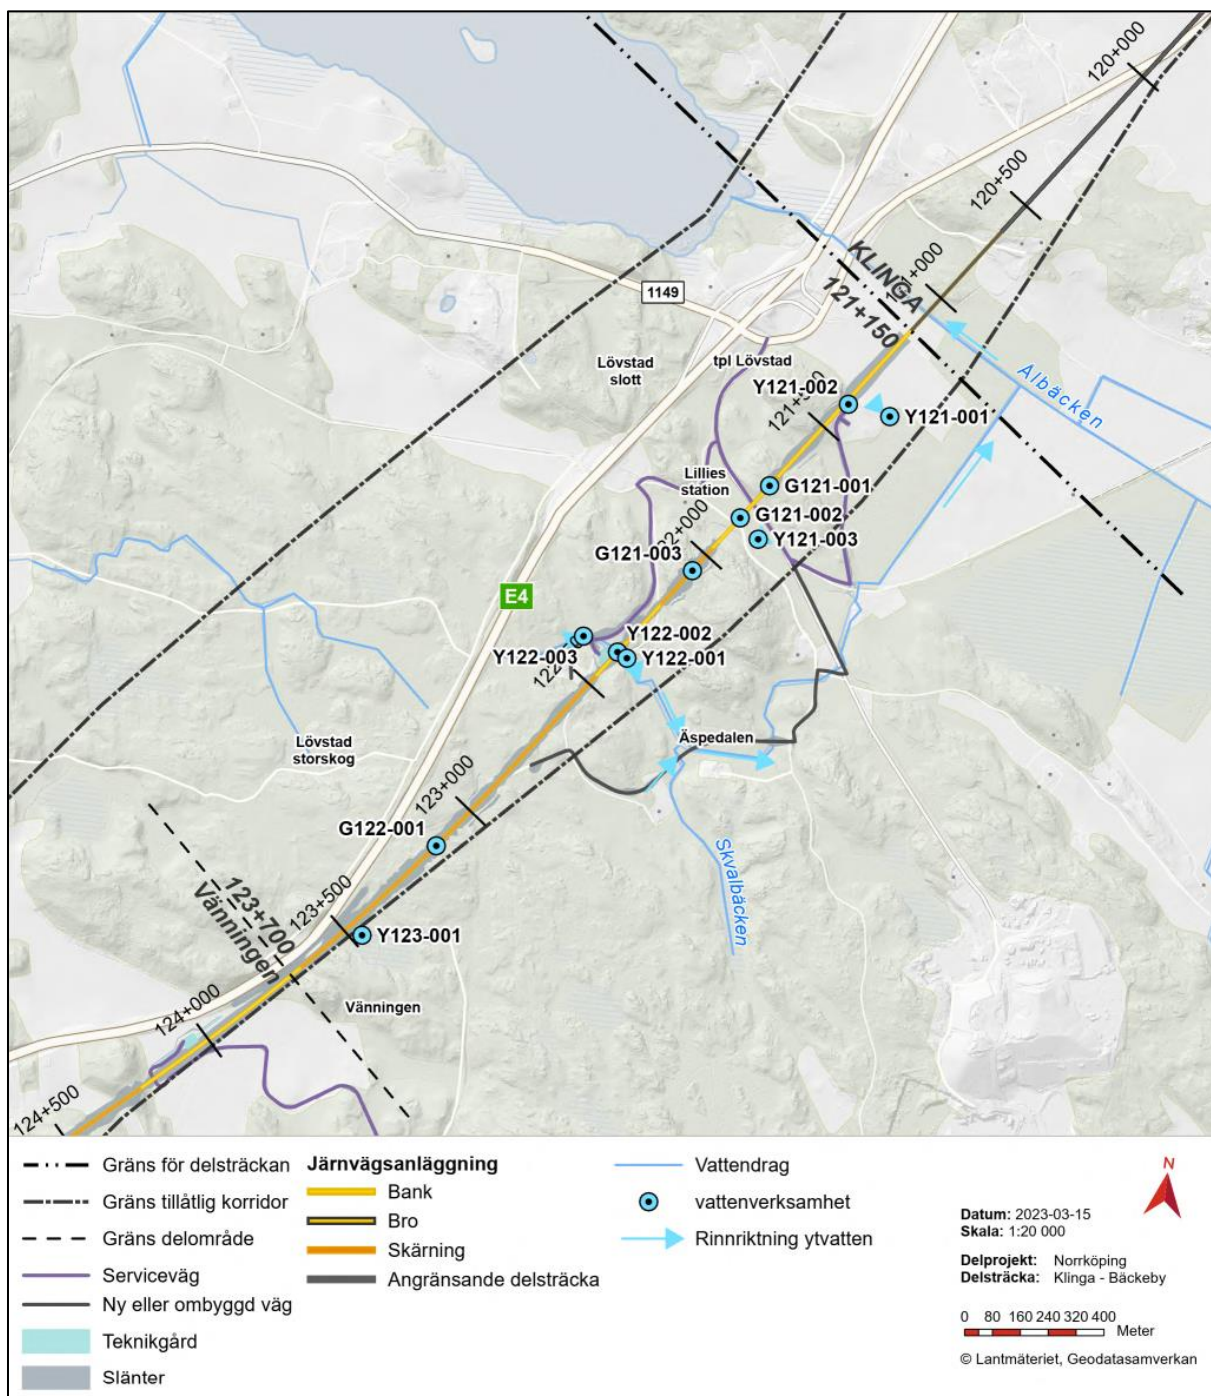 120+000
120+500
KLINGA
121+000
121+150
1149
Lövstad
slott
tpl Lövstad
Albäcken
Y121-002
Y121-001
Lillies
station
G121-001
G121-002
Y121-003
G121-003
E4
Y122-002
Y122-003
Y122-001
Äspedalen
Lövstad
storskog
123+000
G122-001
Skvalbäcken
123+500
123+700
Vänningen
Y123-001
Vänningen
124+000
124+500
Gräns för delsträckan
Gräns tillåtlig korridor
Gräns delområde
Serviceväg
Ny eller ombyggd väg
Teknikgård
Slänter
Järnvägsanläggning
Bank
Bro
Skärning
Angränsande delsträcka
Vattendrag
vattenverksamhet
Rinnriktning ytvatten
N
Datum: 2023-03-15
Skala: 1:20 000
Delprojekt: Norrköping
Delsträcka: Klinga - Bäckeby
0 80 160 240 320 400
Meter
© Lantmäteriet, Geodatasamverkan